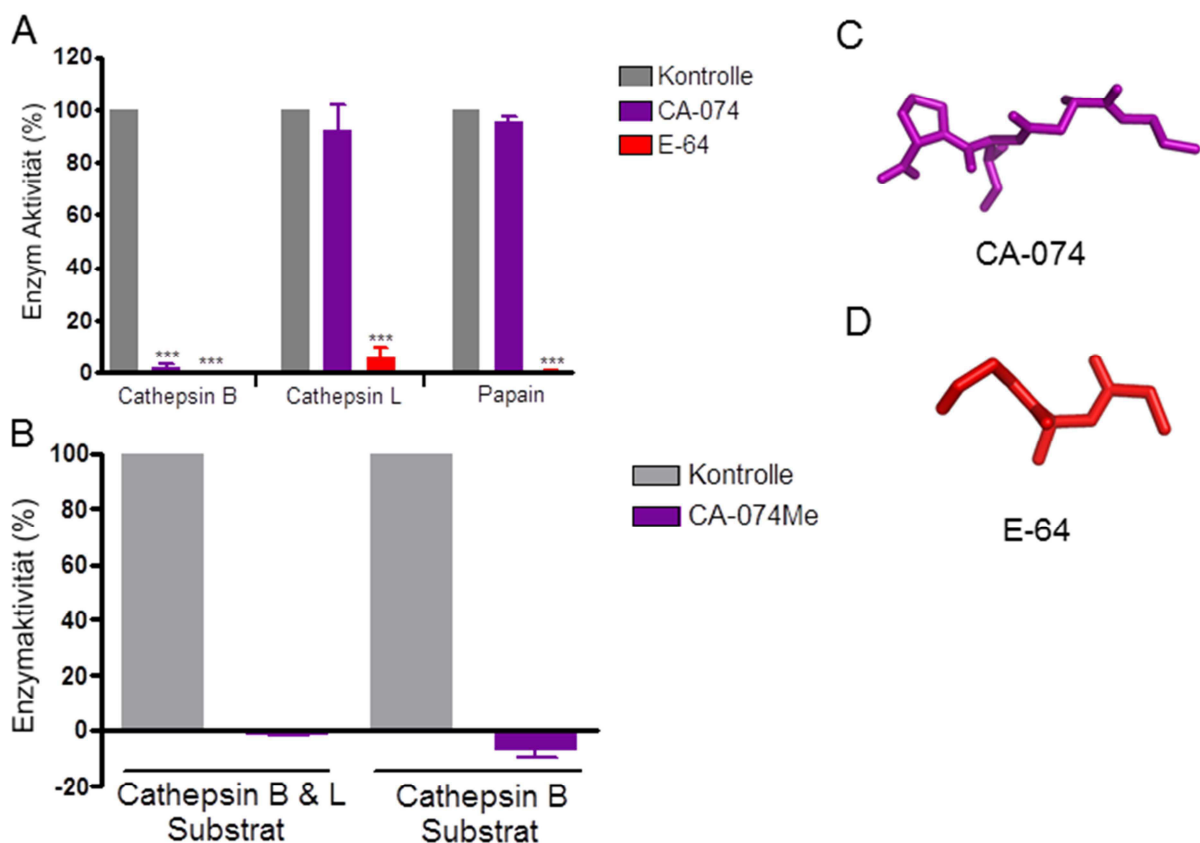 A
120
100
80
60
40
20
0
Enzym Aktivität (%)
*** ***
***
***
Cathepsin B Cathepsin L Papain
Kontrolle
CA-074
E-64
B
100
80
60
40
20
0
-20
Enzymaktivität (%)
Cathepsin B & L
Substrat
Cathepsin B
Substrat
Kontrolle
CA-074Me
C
CA-074
D
E-64